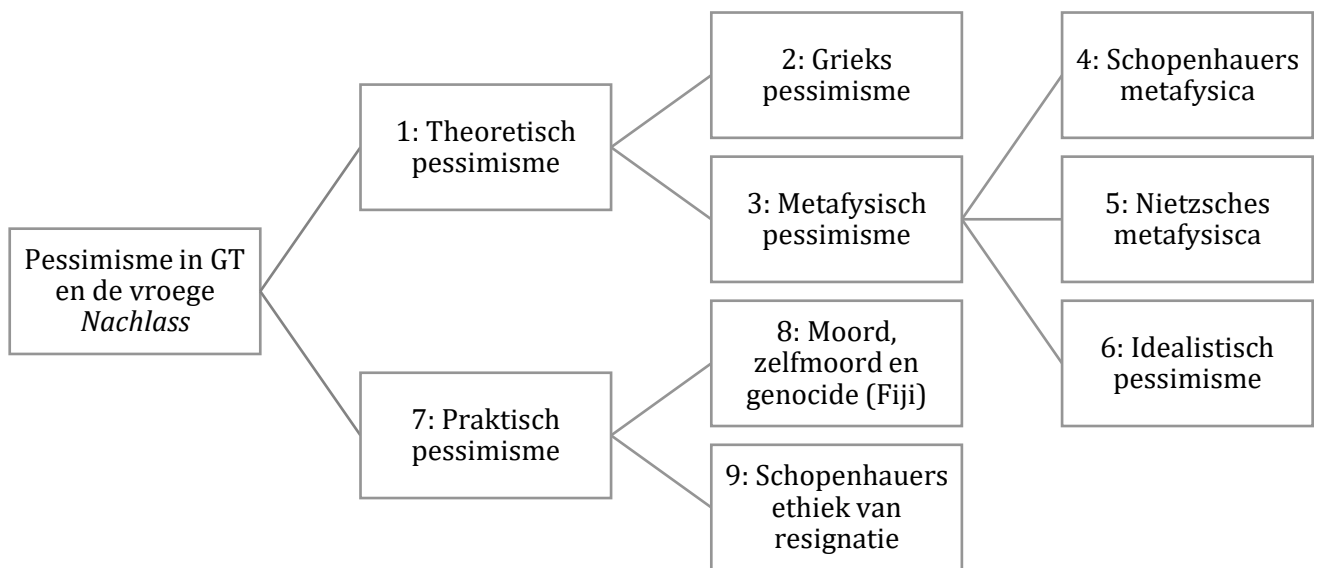 Pessimisme in GT
en de vroege
Nachlass
1: Theoretisch
pessimisme
2: Grieks
pessimisme
3: Metafysisch
pessimisme
4: Schopenhauers
metafysica
5: Nietzsches
metafysisca
6: Idealistisch
pessimisme
7: Praktisch
pessimisme
8: Moord,
zelfmoord en
genocide (Fiji)
9: Schopenhauers
ethiek van
resignatie